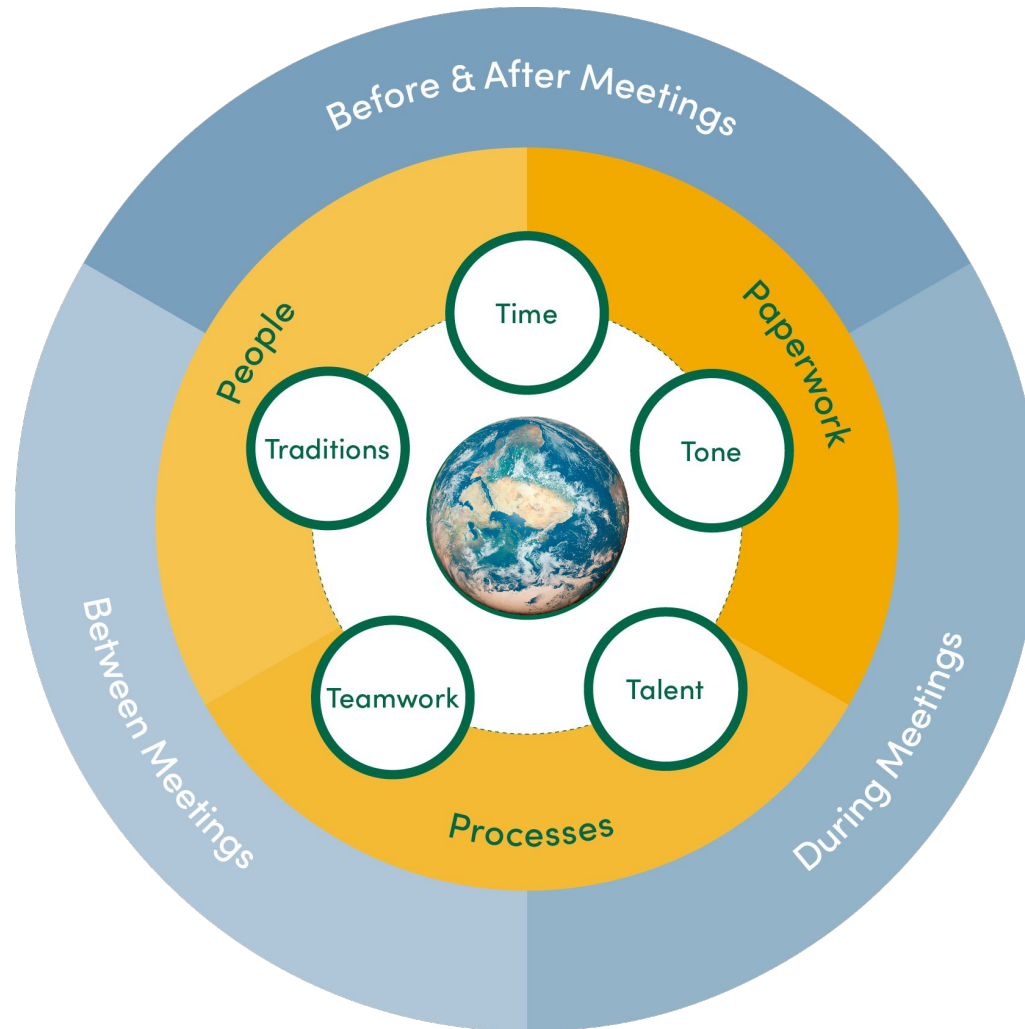 Before & After Meetings
People
Paperwork
Time
Traditions
Tone
Teamwork
Talent
Processes
Between Meetings
During Meetings